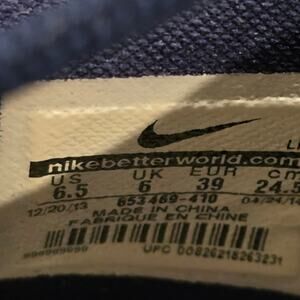 nikebetterworld.com
US UK EUR cm
6.5 6 39 24.5
12/20/13 653469-410 04/21/14
MADE IN CHINA
FABRIQUE EN CHINE
UPC 00826218263231